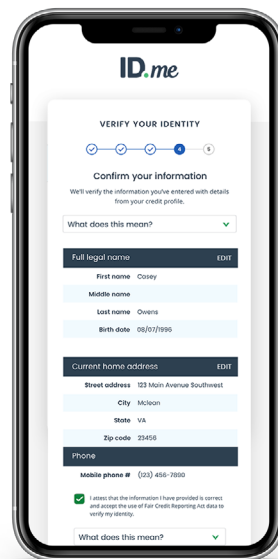 ID.me
VERIFY YOUR IDENTITY
4 5
Confirm your information
We'll verify the information you've entered with details
from your credit profile.
What does this mean?
Full legal name EDIT
First name Casey
Middle name
Last name Owens
Birth date 08/07/1996
Current home address EDIT
Street address 123 Main Avenue Southwest
City Mclean
State VA
Zip code 23456
Phone
Mobile phone # (123) 456-7890
I attest that the information I have provided is correct
and accept the use of Fair Credit Reporting Act data to
verify my identity.
What does this mean?